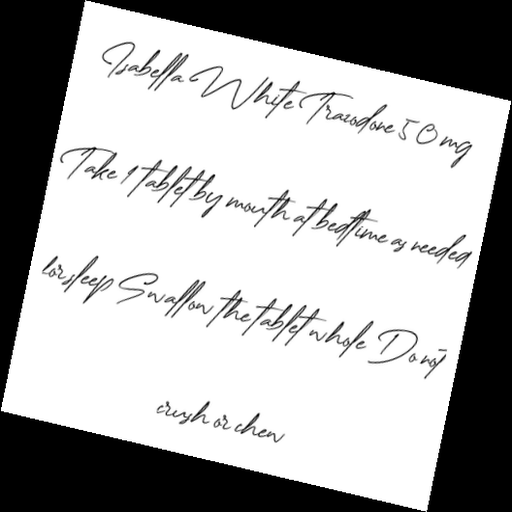 Isabella White Trazodone 50 mg
Take 1 tablet by mouth at bedtime as needed
for sleep Swallow the tablet whole Do not
crush or chew